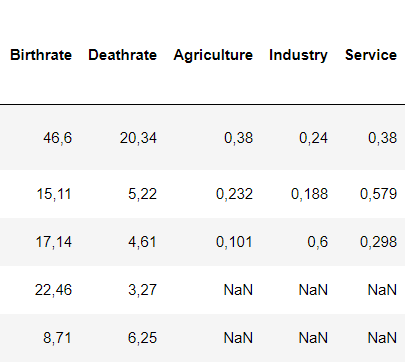 Birthrate Deathrate Agriculture Industry Service
46,6 20,34 0,38 0,24 0,38
15,11 5,22 0,232 0,188 0,579
17,14 4,61 0,101 0,6 0,298
22,46 3,27 NaN NaN NaN
8,71 6,25 NaN NaN NaN